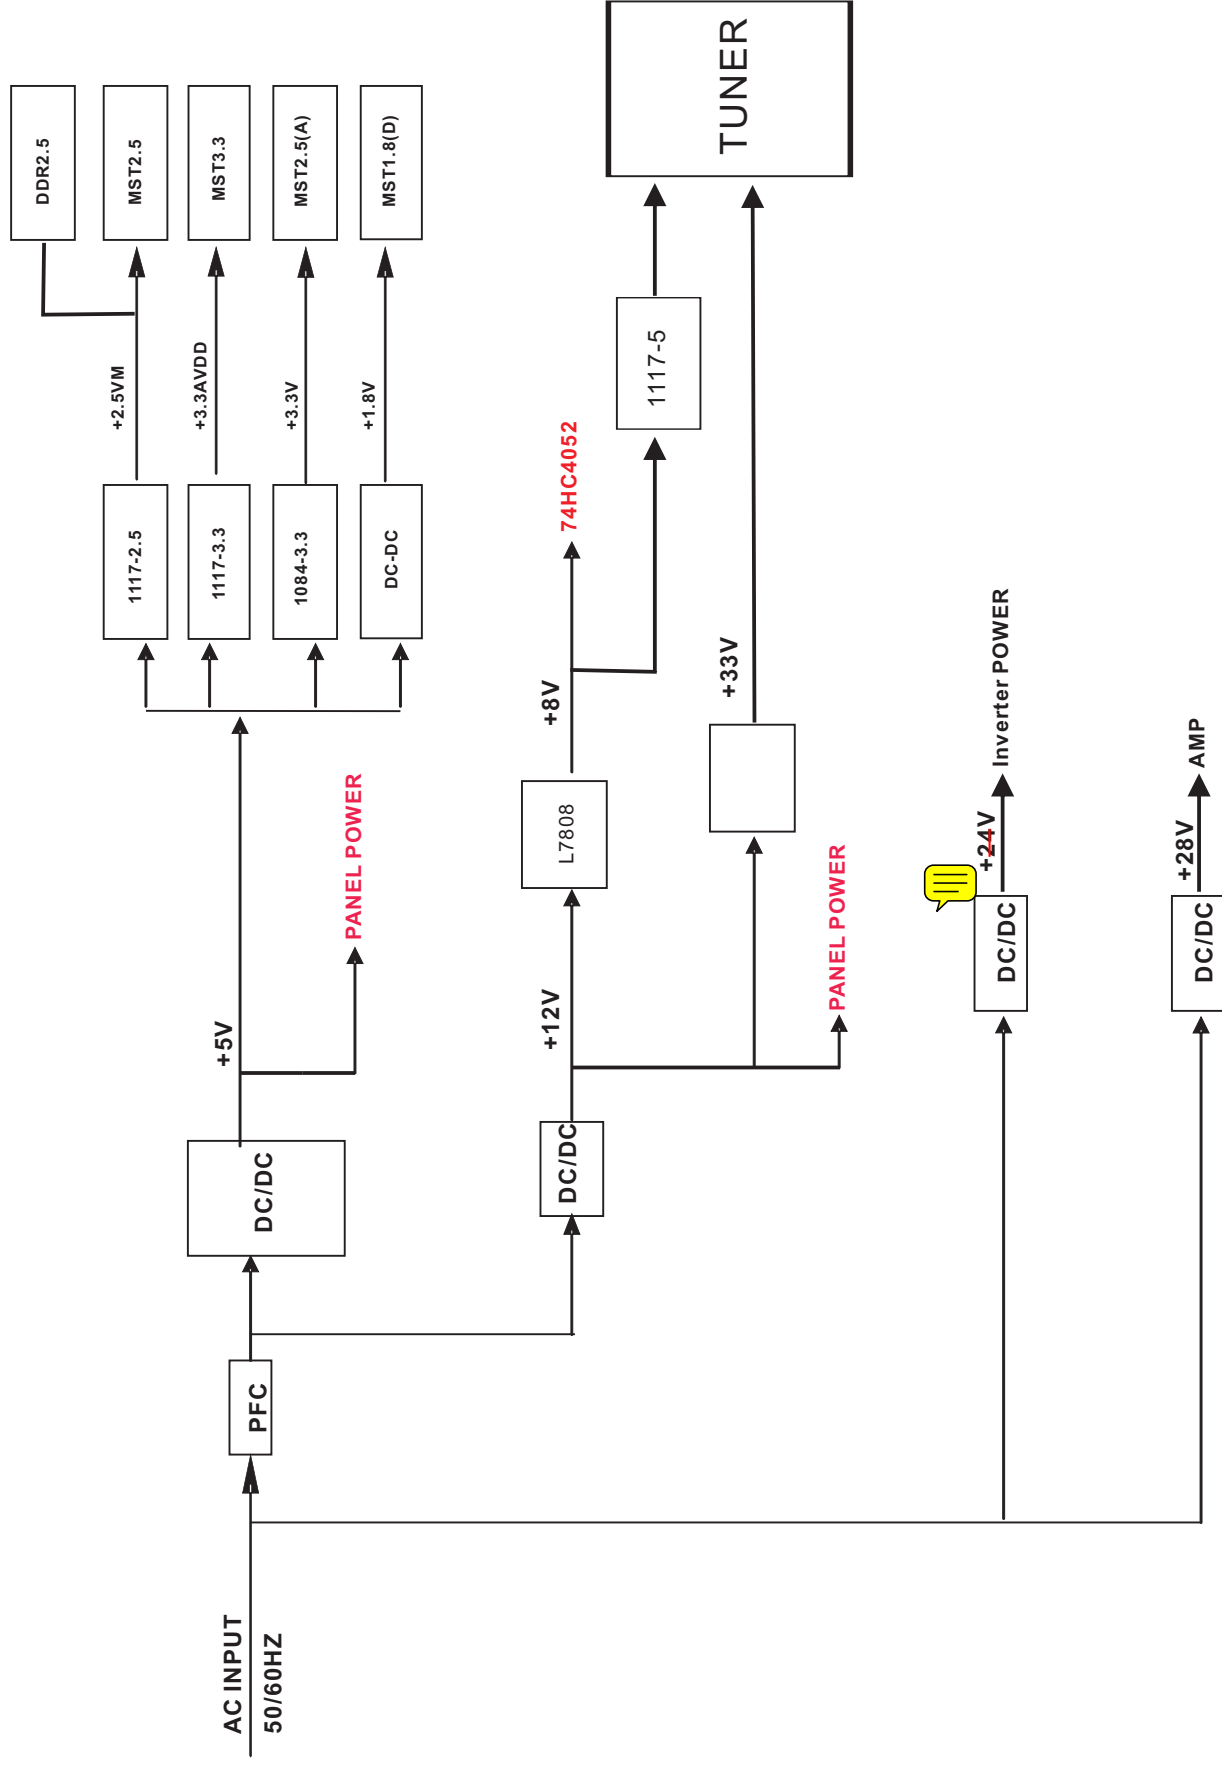 AC INPUT
50/60HZ
PFC
DC/DC
+5V
PANEL POWER
1117-2.5
1117-3.3
1084-3.3
DC-DC
+2.5VM
+3.3AVDD
+3.3V
+1.8V
DDR2.5
MST2.5
MST3.3
MST2.5(A)
MST1.8(D)
DC/DC
+12V
L7808
+8V
74HC4052
1117-5
TUNER
+33V
PANEL POWER
DC/DC
+24V
Inverter POWER
DC/DC
+28V
AMP